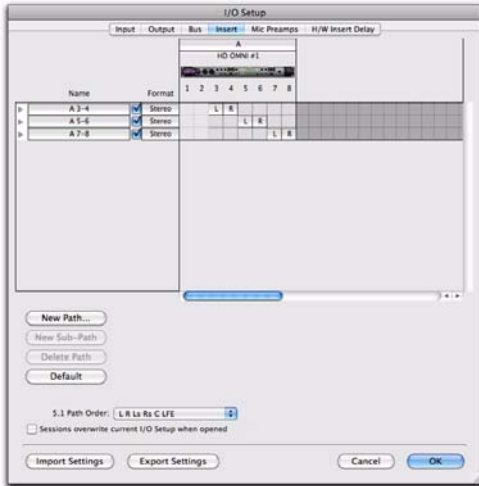 I/O Setup
Input Output Bus Insert Mic Preamps H/W Insert Delay
A
HD OMNI #1
Name Format 1 2 3 4 5 6 7 8
A 3-4 Stereo L R
A 5-6 Stereo L R
A 7-8 Stereo L R
New Path...
New Sub-Path
Delete Path
Default
5.1 Path Order: L R Ls Rs C LFE
Sessions overwrite current I/O Setup when opened
Import Settings Export Settings Cancel OK